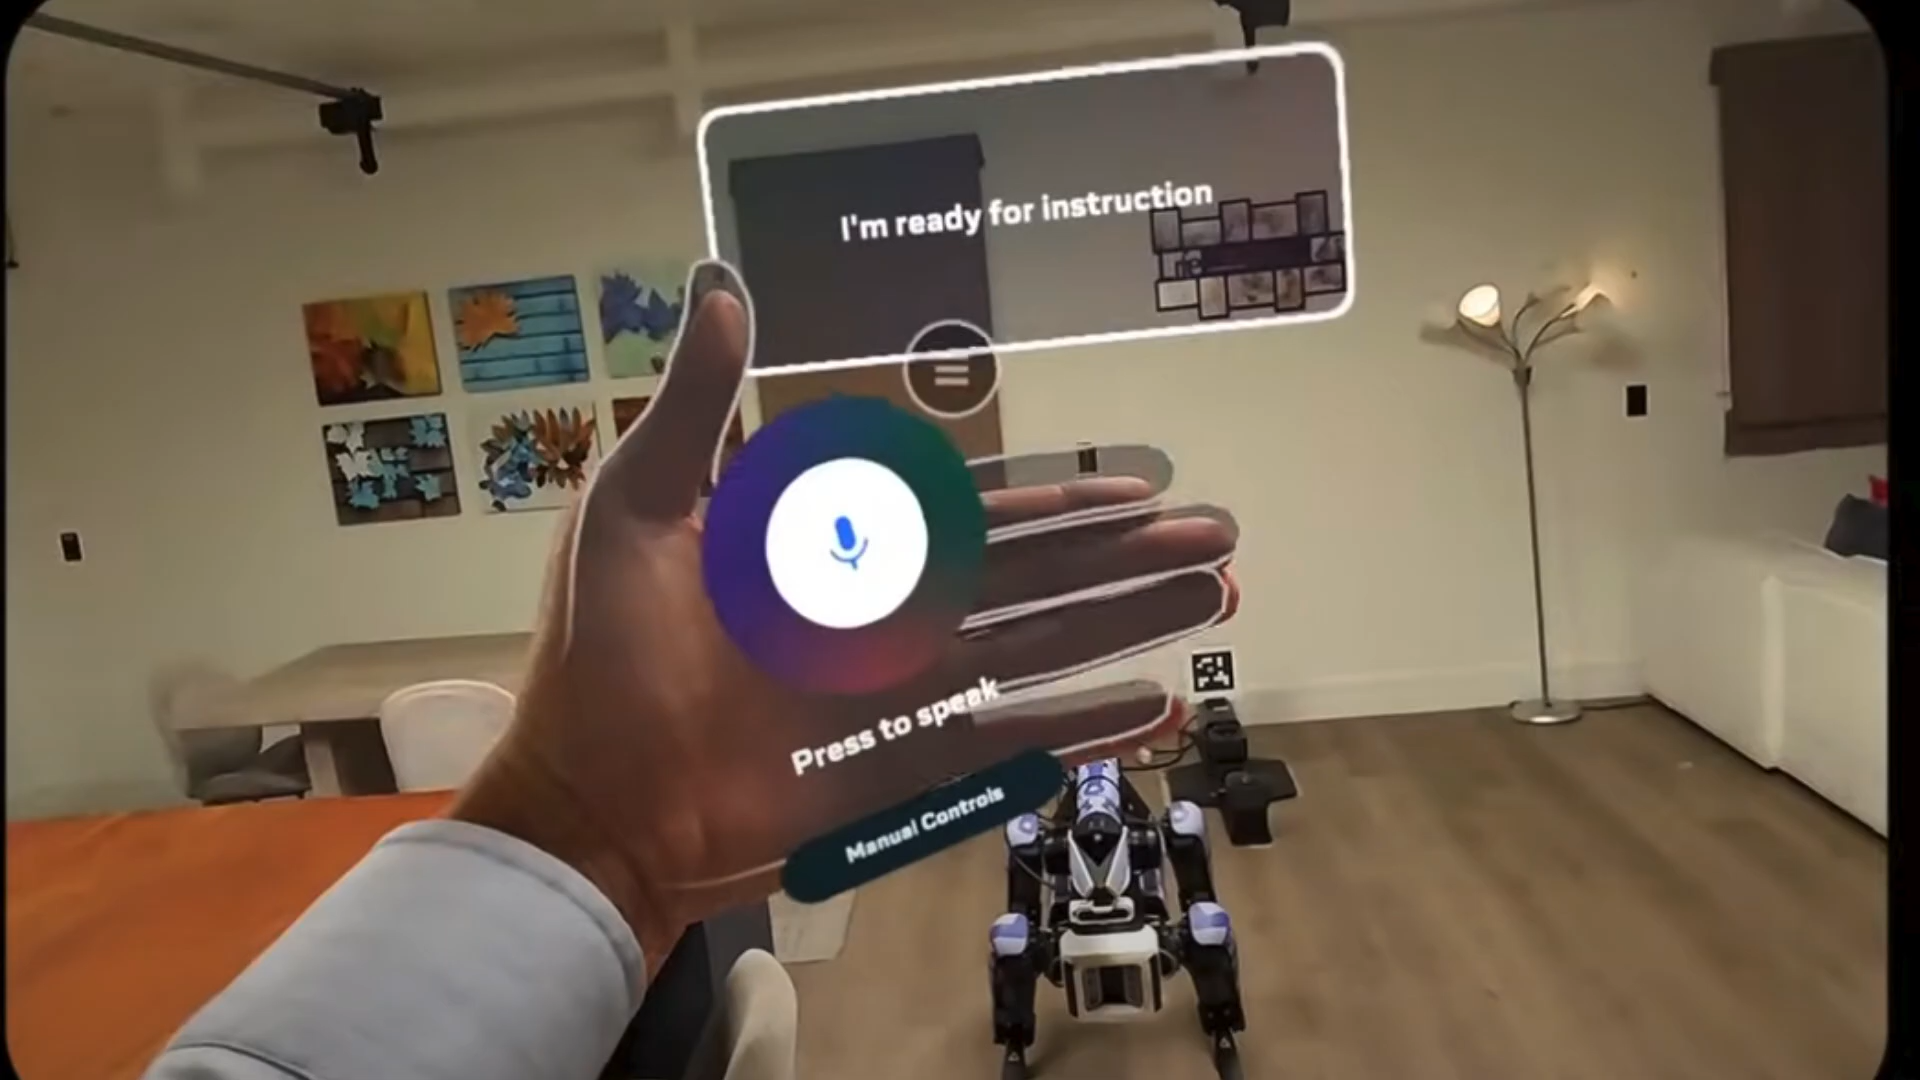 I'm ready for instruction
Press to speak
Manual Controls